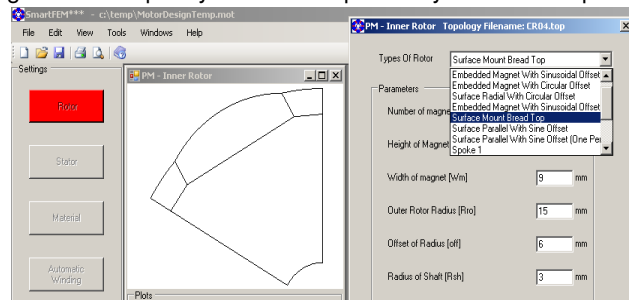 SmartFEM*** - c:\temp\MotorDesignTemp.mot
File Edit View Tools Windows Help
Settings
Rotor
Stator
Material
Automatic
Winding
PM - Inner Rotor
Plots
PM - Inner Rotor Topology Filename: CR04.top
Types Of Rotor
Surface Mount Bread Top
Embedded Magnet With Sinusoidal Offset
Embedded Magnet With Circular Offset
Surface Radial With Circular Offset
Embedded Magnet With Sinusoidal Offset
Surface Mount Bread Top
Surface Parallel With Sine Offset
Surface Parallel With Sine Offset (One Per
Spoke 1
Parameters
Number of magne
Height of Magnet
Width of magnet [Wm] 9 mm
Outer Rotor Radius [Rro] 15 mm
Offset of Radius [off] 6 mm
Radius of Shaft [Rsh] 3 mm